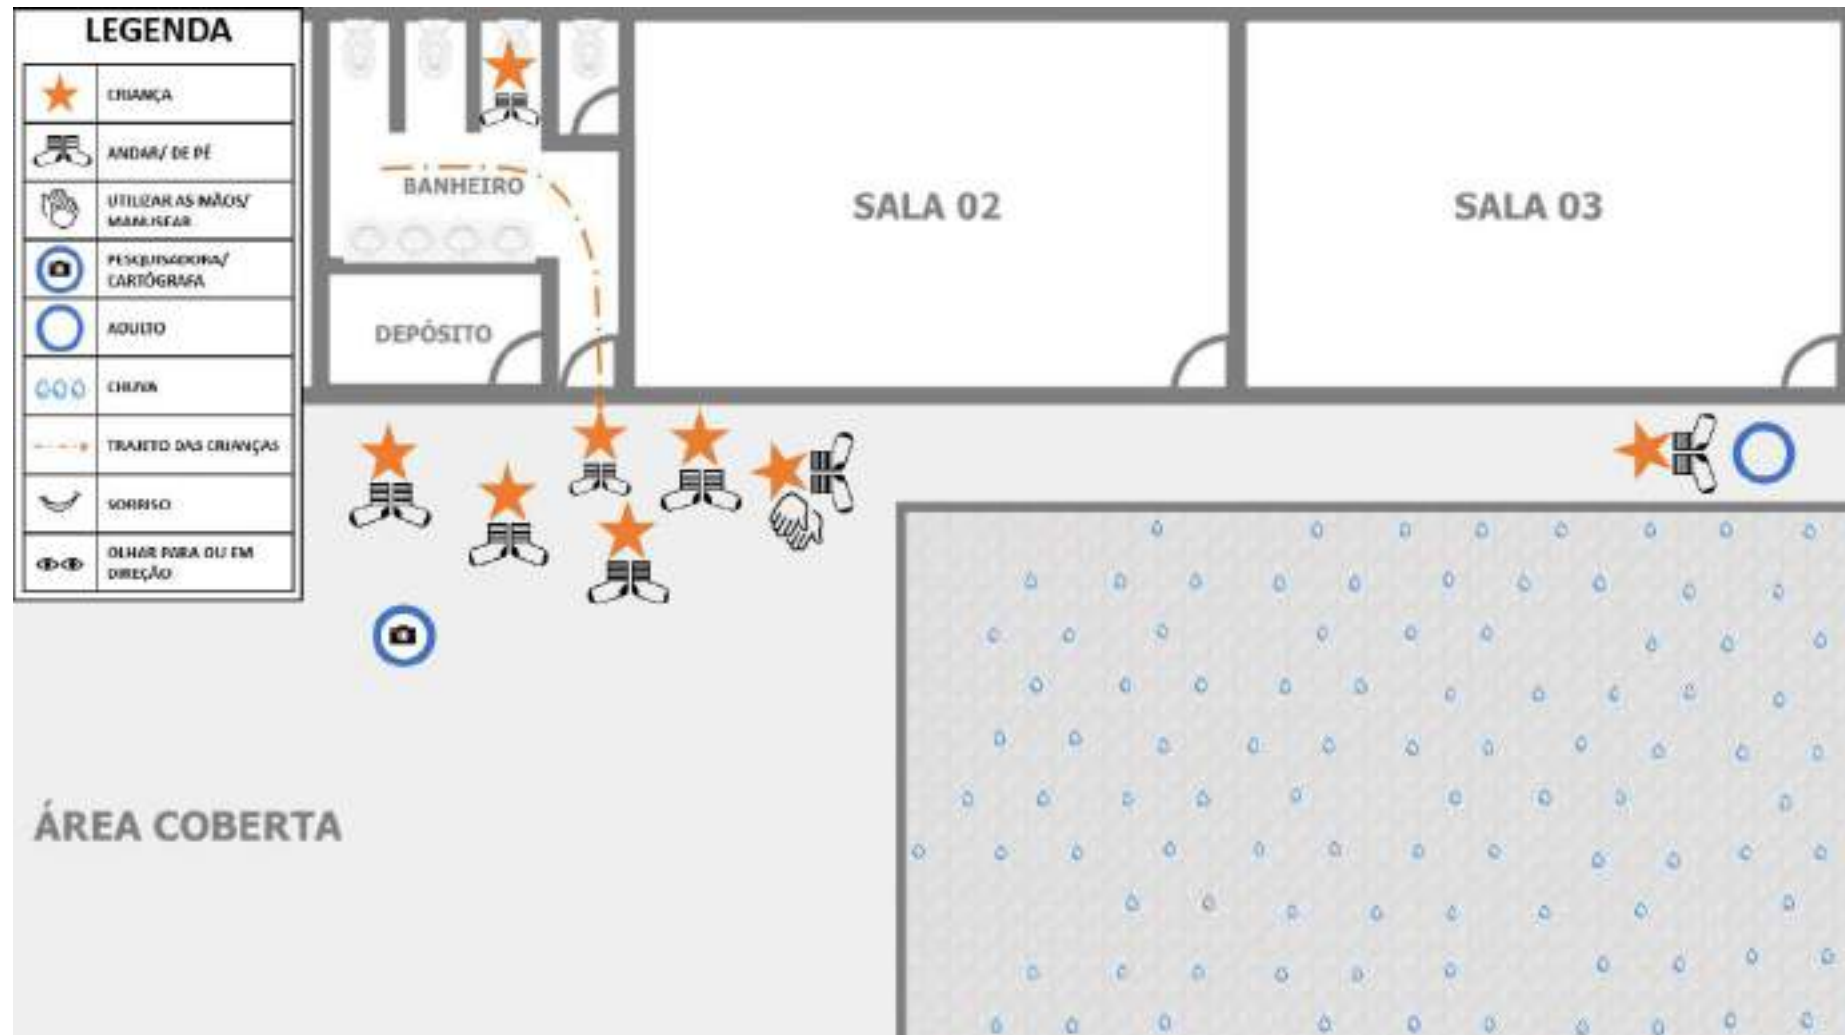 LEGENDA
CRIANÇA
ANDAR/ DE PÉ
UTILIZAR AS MÃOS/
MANUSEAR
PESQUISADORA/
CARTÓGRAFA
ADULTO
CHUVA
TRAJETO DAS CRIANÇAS
SORRISO
OLHAR PARA OU EM
DIREÇÃO
BANHEIRO
DEPÓSITO
SALA 02
SALA 03
ÁREA COBERTA